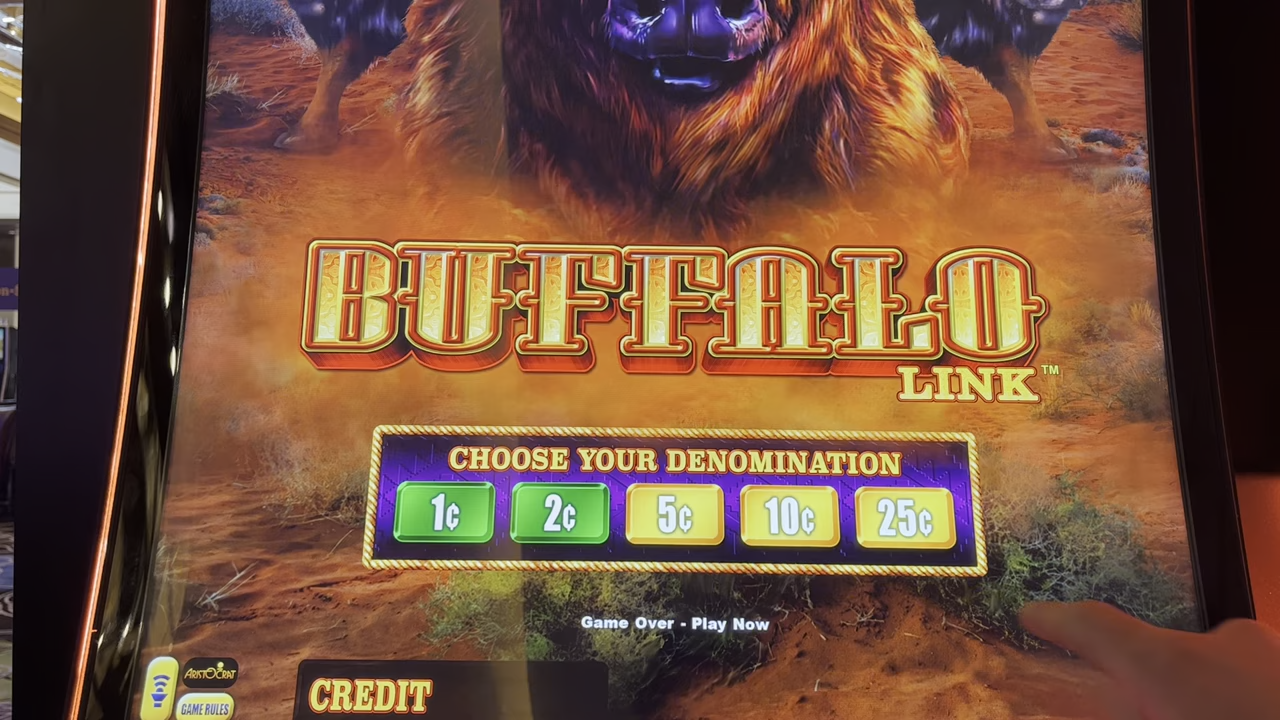 BUFFALO
LINK™
CHOOSE YOUR DENOMINATION
1¢ 2¢ 5¢ 10¢ 25¢
Game Over - Play Now
ARISTOCRAT
GAME RULES
CREDIT